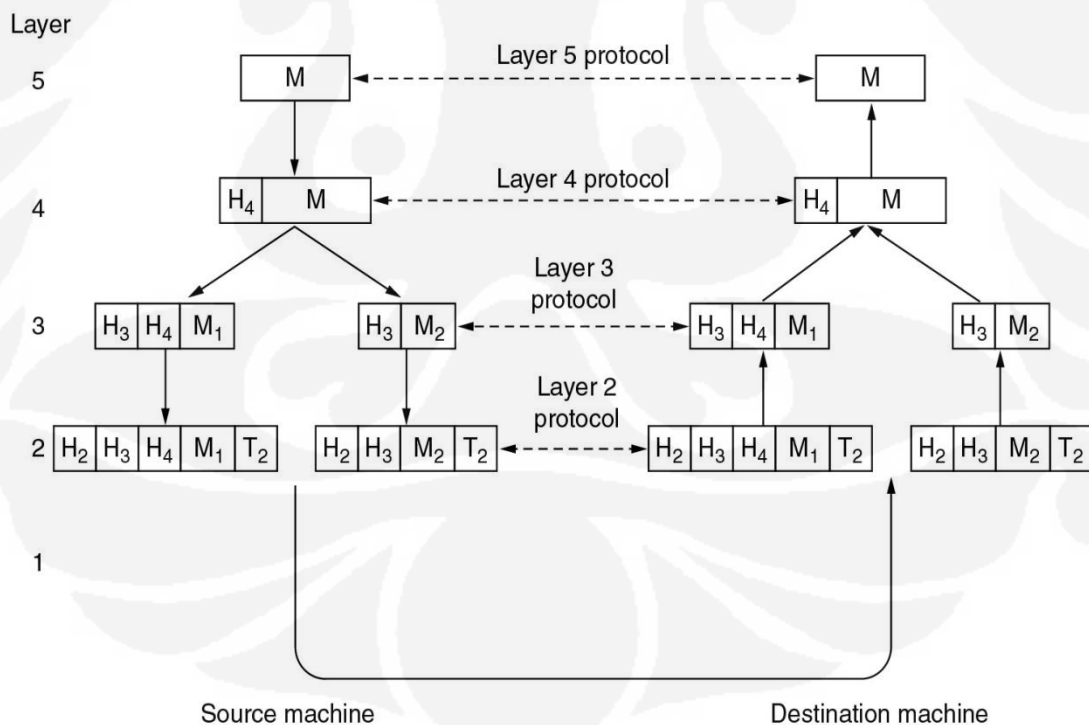 Layer
5 M Layer 5 protocol M
4 H₄ M Layer 4 protocol H₄ M
Layer 3
protocol
3 H₃ H₄ M₁ H₃ M₂ H₃ H₄ M₁ H₃ M₂
Layer 2
protocol
2 H₂ H₃ H₄ M₁ T₂ H₂ H₃ M₂ T₂ H₂ H₃ H₄ M₁ T₂ H₂ H₃ M₂ T₂
1
Source machine Destination machine